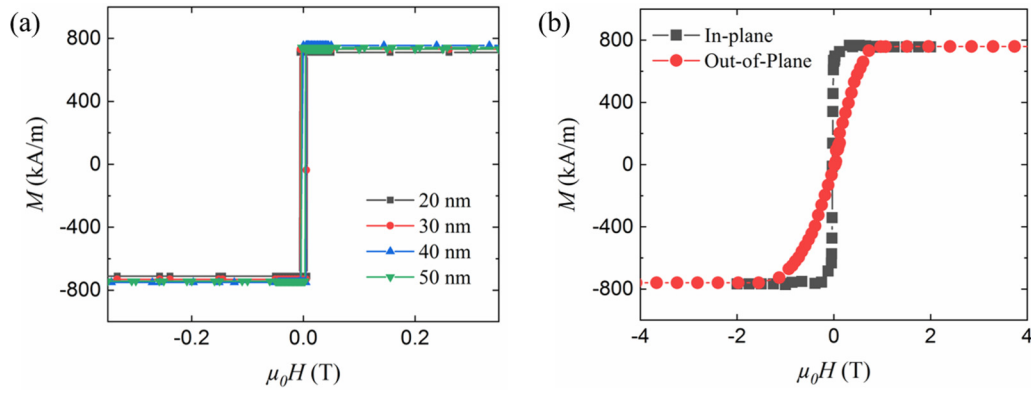 (a)
800
400
0
-400
-800
M (kA/m)
-0.2
0.0
0.2
μ0H (T)
20 nm
30 nm
40 nm
50 nm
(b)
800
400
0
-400
-800
M (kA/m)
-4
-2
0
2
4
μ0H (T)
In-plane
Out-of-Plane